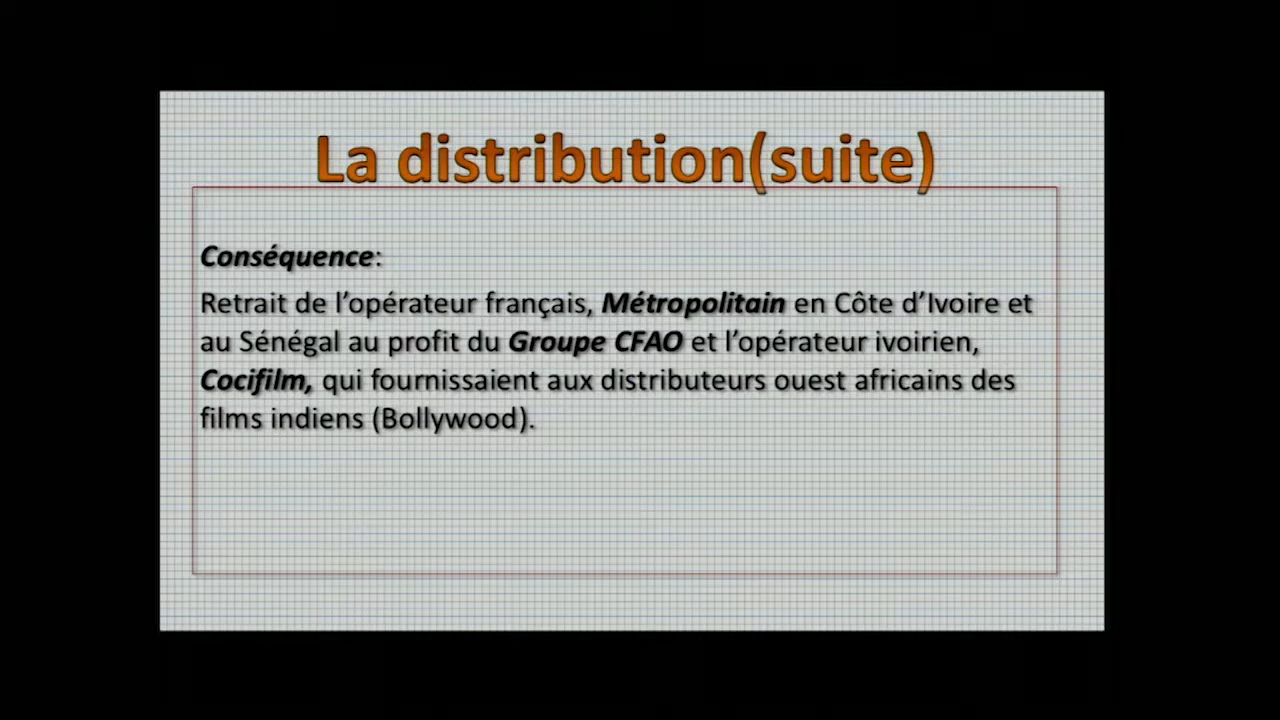 La distribution(suite)
Conséquence:
Retrait de l’opérateur français, Métropolitain en Côte d’Ivoire et
au Sénégal au profit du Groupe CFAO et l’opérateur ivoirien,
Cocifilm, qui fournissaient aux distributeurs ouest africains des
films indiens (Bollywood).